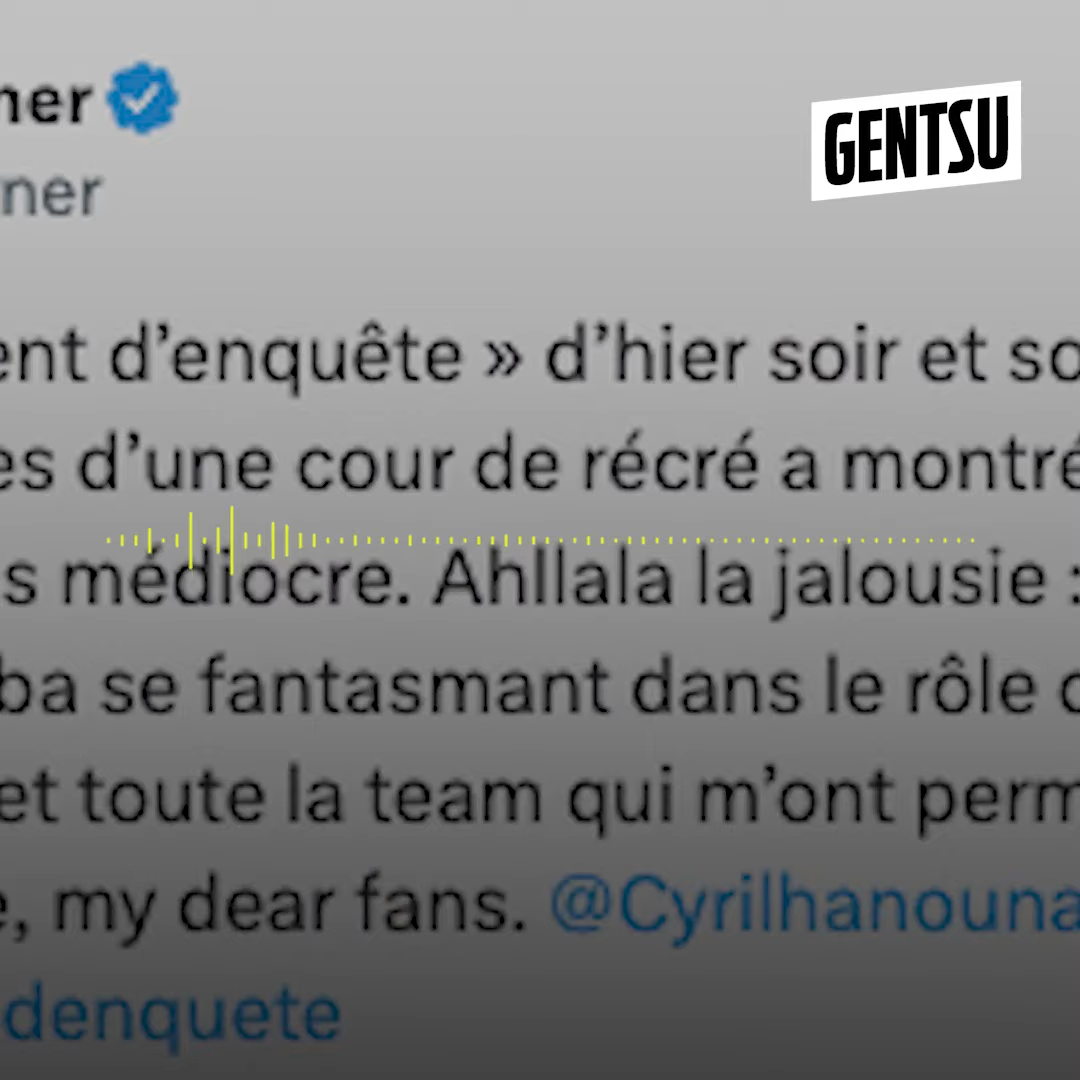 ner
GENTSU
ner
ent d’enquête » d’hier soir et so
es d’une cour de récré a montré
s médiocre. Ahllala la jalousie :
ba se fantasmant dans le rôle d
et toute la team qui m’ont perm
e, my dear fans. @Cyrilhanouna
denquete